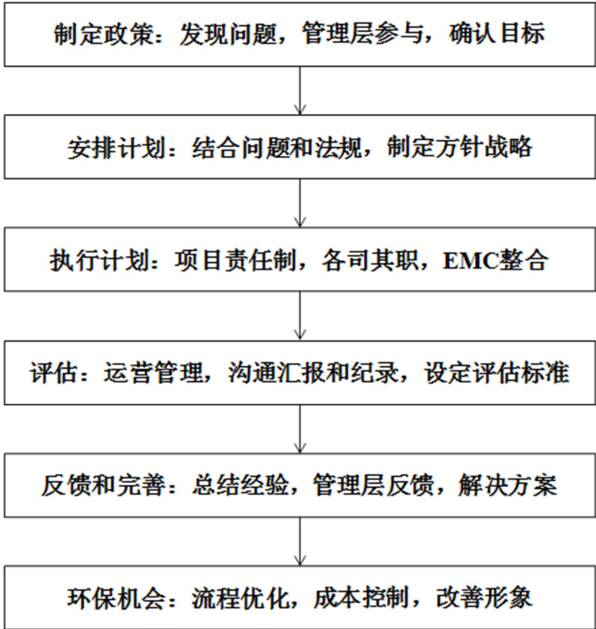 制定政策：发现问题，管理层参与，确认目标
安排计划：结合问题和法规，制定方针战略
执行计划：项目责任制，各司其职，EMC整合
评估：运营管理，沟通汇报和纪录，设定评估标准
反馈和完善：总结经验，管理层反馈，解决方案
环保机会：流程优化，成本控制，改善形象